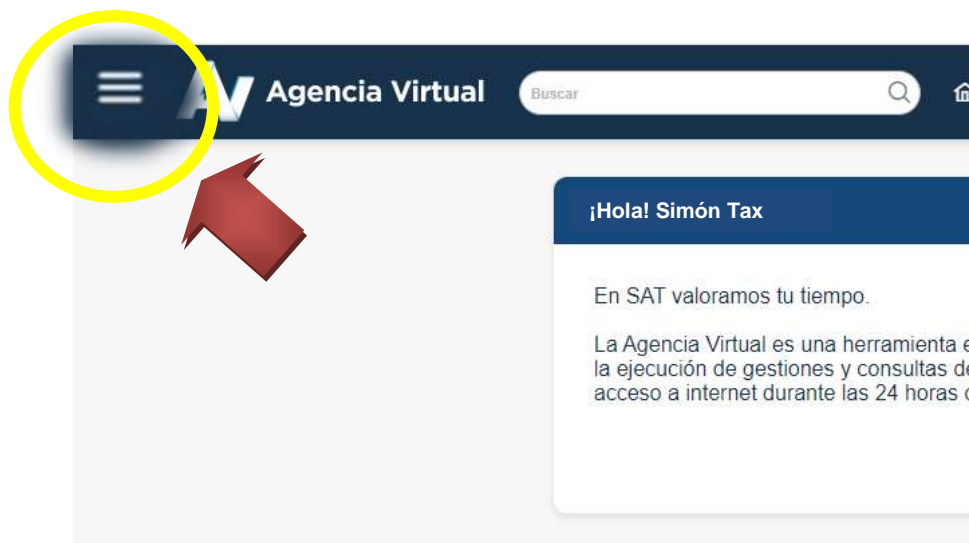 AV Agencia Virtual
Buscar
¡Hola! Simón Tax
En SAT valoramos tu tiempo.
La Agencia Virtual es una herramienta
la ejecución de gestiones y consultas
acceso a internet durante las 24 horas